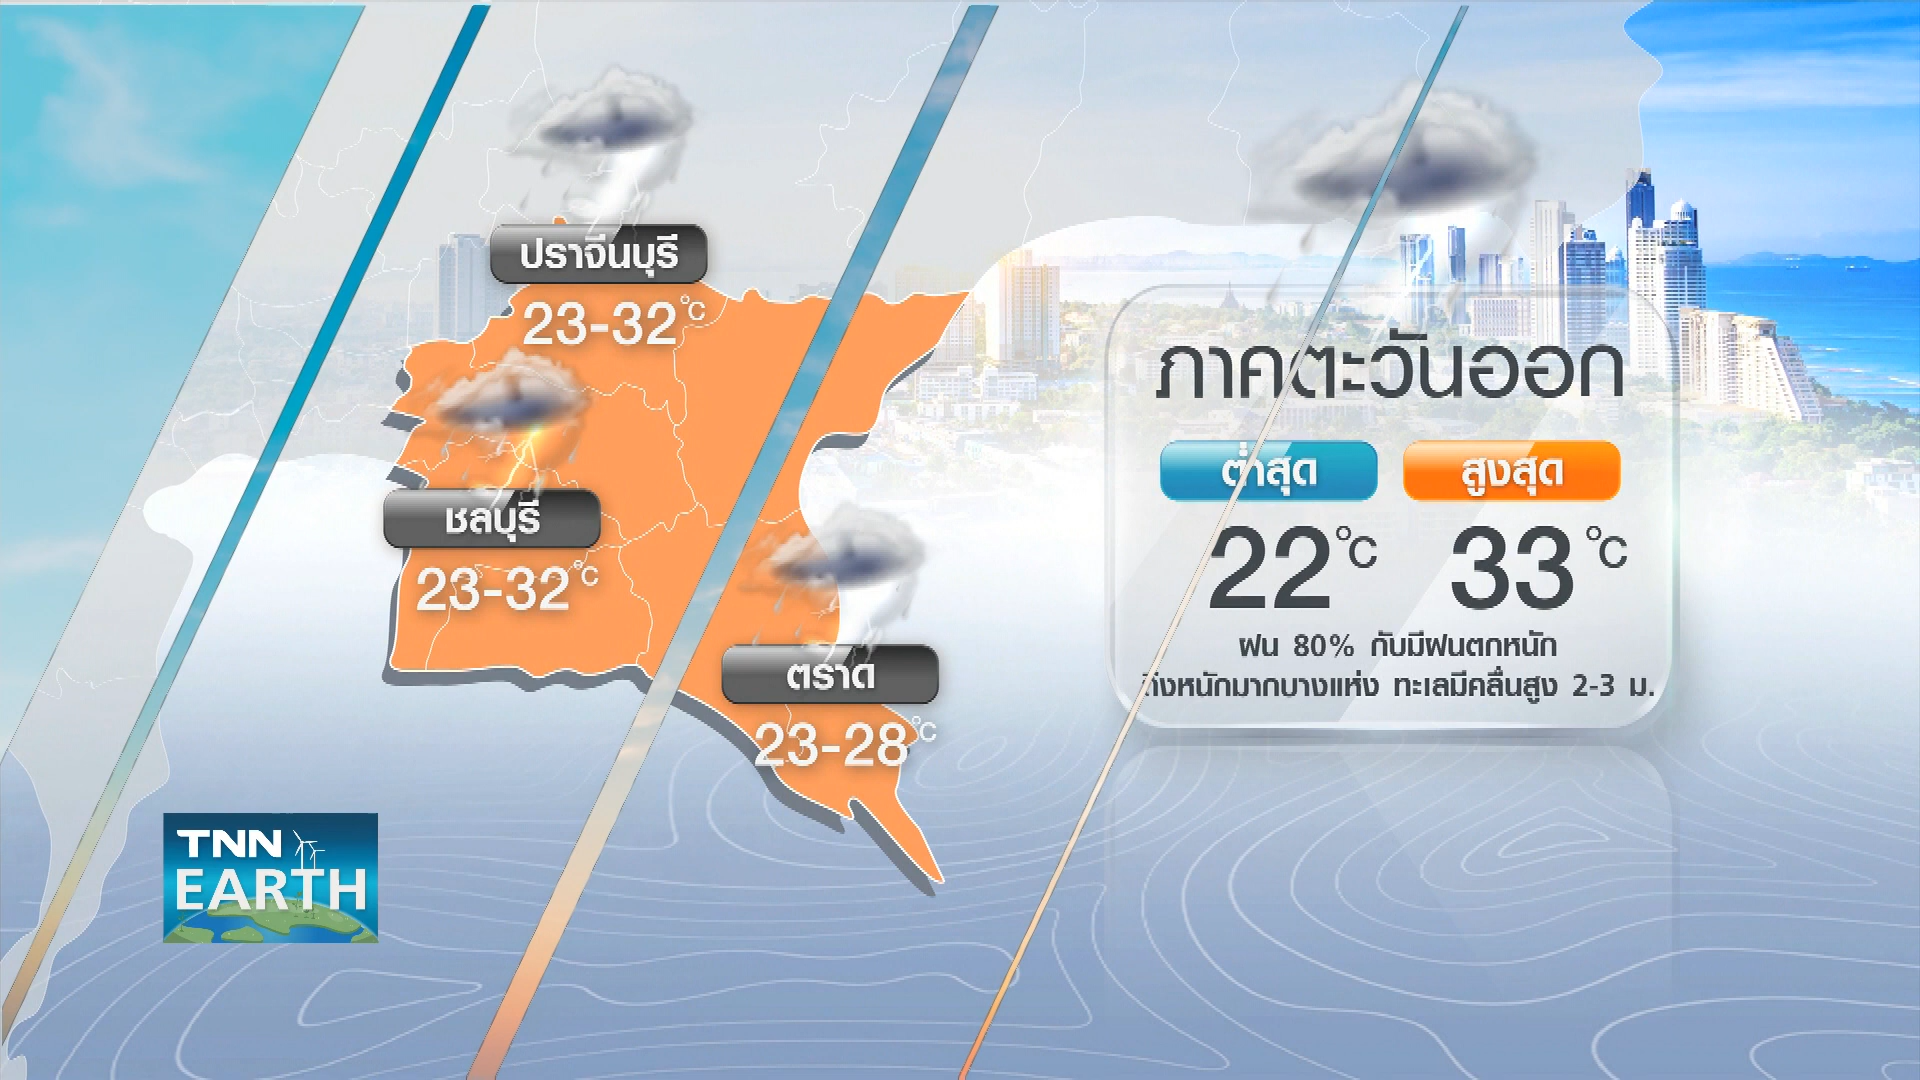 ปราจีนบุรี
23-32°C
ชลบุรี
23-32°C
ตราด
23-28°C
ภาคตะวันออก
ต่ำสุด สูงสุด
22°C 33°C
ฝน 80% กับมีฝนตกหนัก
ถึงหนักมากบางแห่ง ทะเลมีคลื่นสูง 2-3 ม.
TNN
EARTH